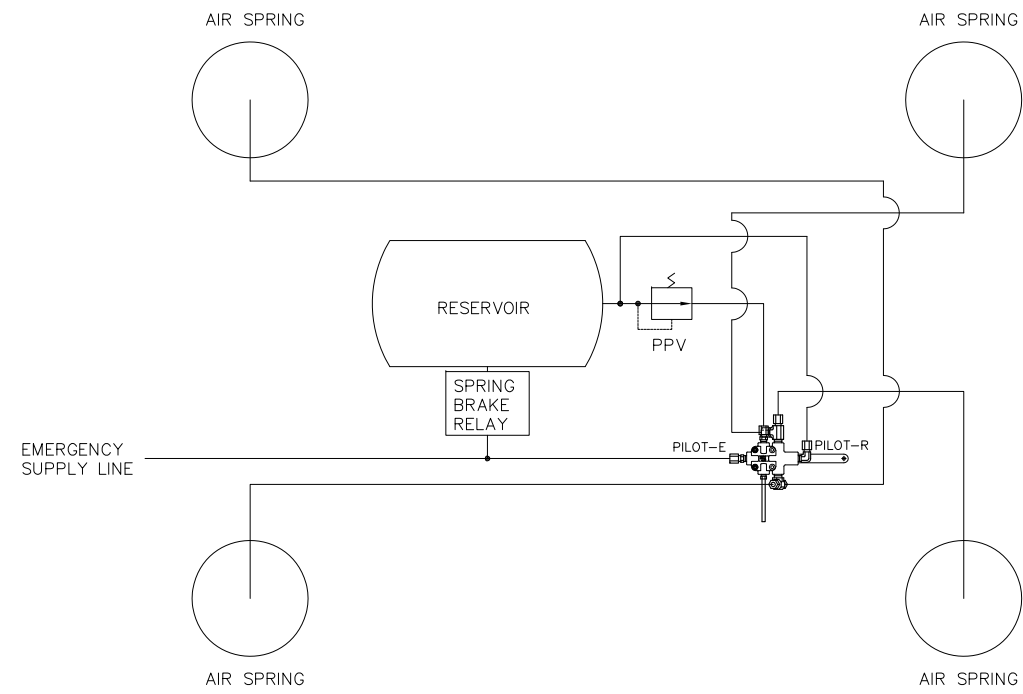 AIR SPRING
AIR SPRING
RESERVOIR
PPV
SPRING
BRAKE
RELAY
EMERGENCY
SUPPLY LINE
PILOT-E
PILOT-R
AIR SPRING
AIR SPRING